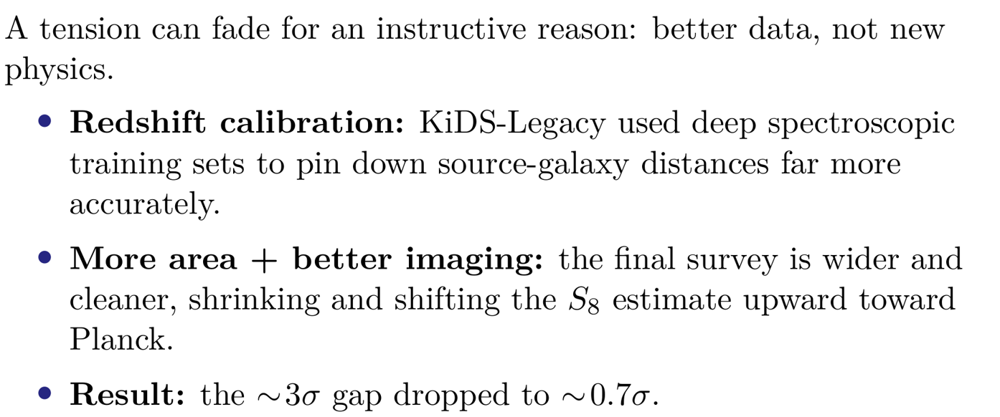 A tension can fade for an instructive reason: better data, not new
physics.
• Redshift calibration: KiDS-Legacy used deep spectroscopic
training sets to pin down source-galaxy distances far more
accurately.
• More area + better imaging: the final survey is wider and
cleaner, shrinking and shifting the S₈ estimate upward toward
Planck.
• Result: the ∼3σ gap dropped to ∼0.7σ.